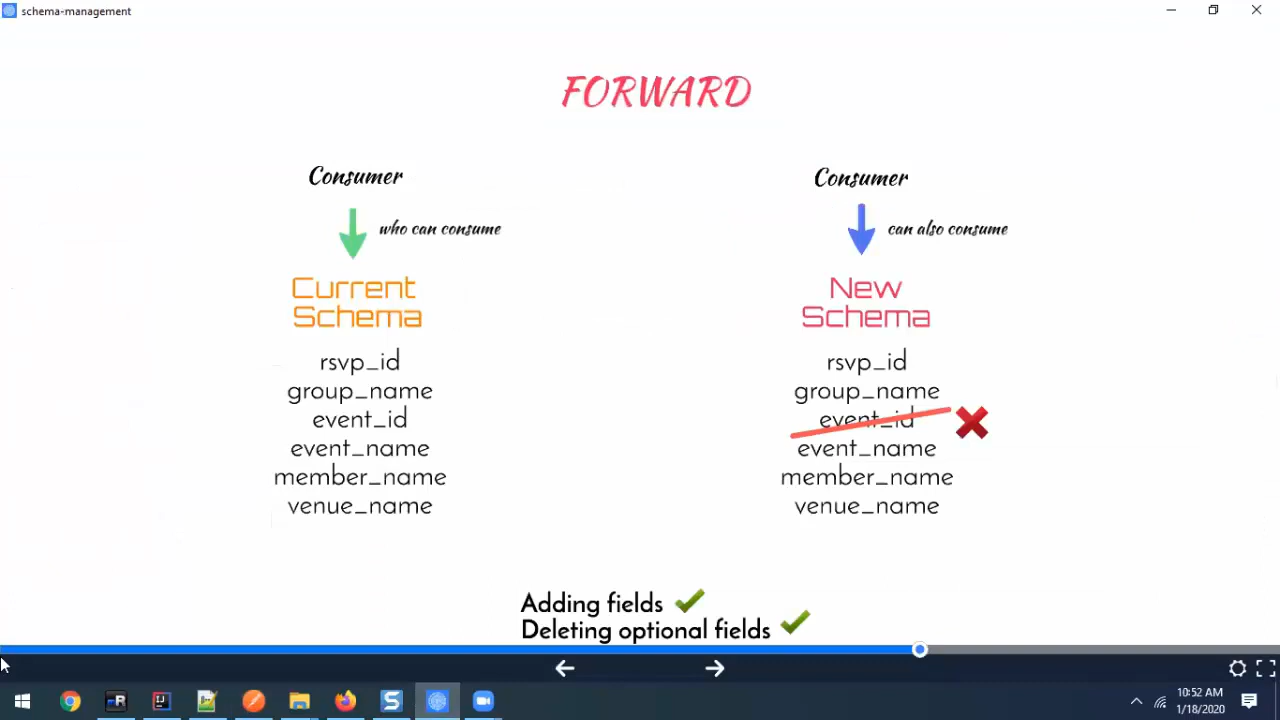 schema-management
FORWARD
Consumer
who can consume
Current
Schema
rsvp_id
group_name
event_id
event_name
member_name
venue_name
Consumer
can also consume
New
Schema
rsvp_id
group_name
event_id
event_name
member_name
venue_name
Adding fields
Deleting optional fields
10:52 AM
1/18/2020